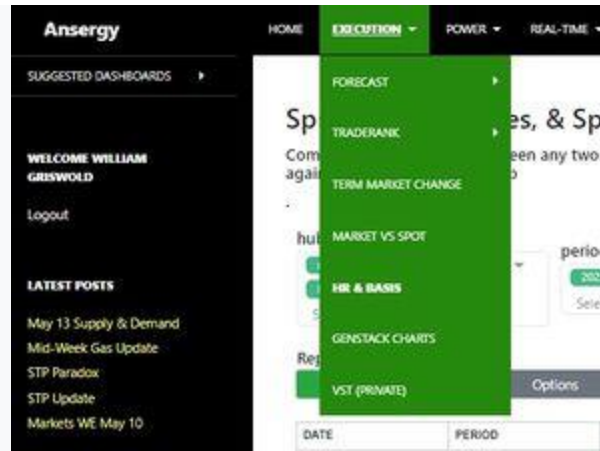 Ansergy
HOME EXECUTION POWER REAL-TIME
SUGGESTED DASHBOARDS
WELCOME WILLIAM
GRISWOLD
Logout
LATEST POSTS
May 13 Supply & Demand
Mid-Week Gas Update
STP Paradox
STP Update
Markets WE May 10
FORECAST
TRADERANK
TERM MARKET CHANGE
MARKET VS SPOT
HR & BASIS
GENSTACK CHARTS
VST (PRIVATE)
Sp es, & Sp
Com een any two
agai
hu perio
202
Sele
Rep
Options
DATE PERIOD